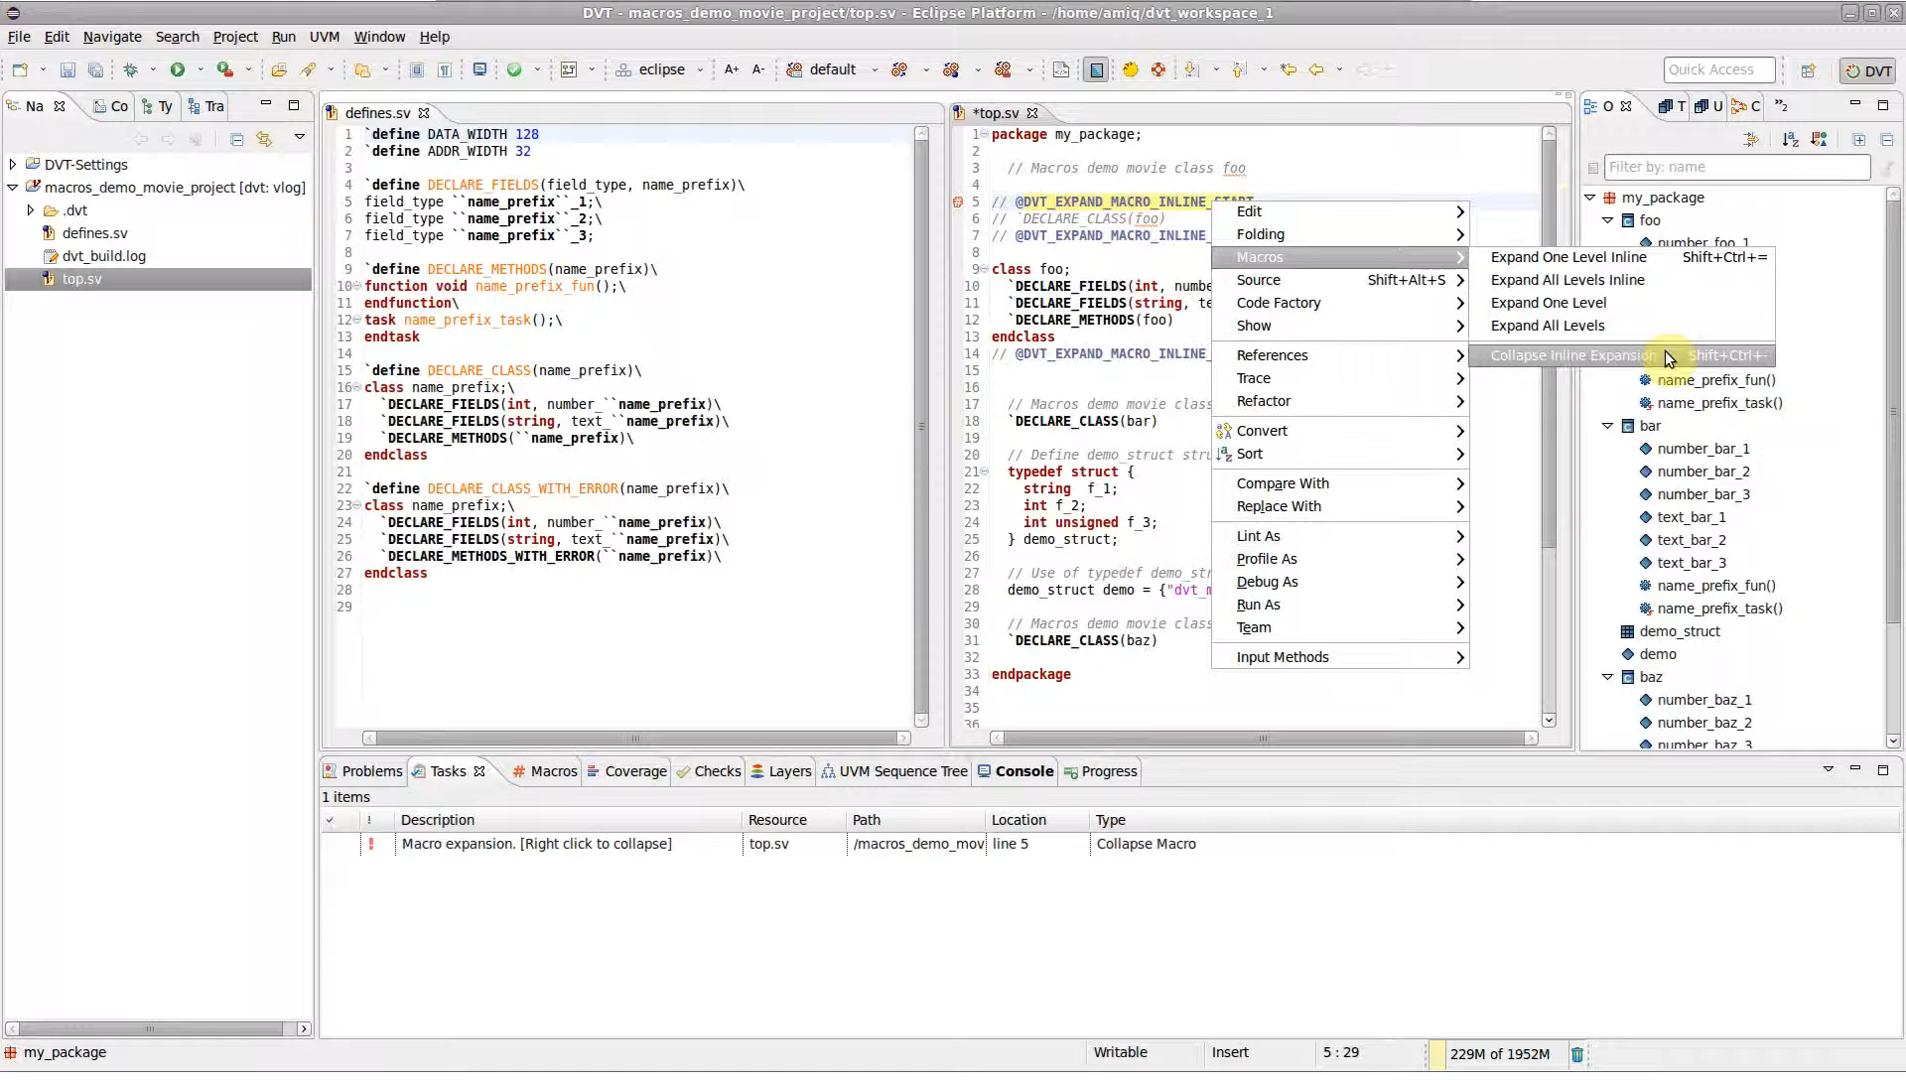 DVT - macros_demo_movie_project/top.sv - Eclipse Platform - /home/amiq/dvt_workspace_1
File Edit Navigate Search Project Run UVM Window Help
eclipse A+ A- default Quick Access DVT
Na Co Ty Tra
DVT-Settings
macros_demo_movie_project [dvt: vlog]
.dvt
defines.sv
dvt_build.log
top.sv
defines.sv
1 `define DATA_WIDTH 128
2 `define ADDR_WIDTH 32
3
4 `define DECLARE_FIELDS(field_type, name_prefix)\
5 field_type ``name_prefix``_1;\
6 field_type ``name_prefix``_2;\
7 field_type ``name_prefix``_3;
8
9 `define DECLARE_METHODS(name_prefix)\
10 function void name_prefix_fun();\
11 endfunction\
12 task name_prefix_task();\
13 endtask
14
15 `define DECLARE_CLASS(name_prefix)\
16 class name_prefix;\
17 `DECLARE_FIELDS(int, number_``name_prefix)\
18 `DECLARE_FIELDS(string, text_``name_prefix)\
19 `DECLARE_METHODS(``name_prefix)\
20 endclass
21
22 `define DECLARE_CLASS_WITH_ERROR(name_prefix)\
23 class name_prefix;\
24 `DECLARE_FIELDS(int, number_``name_prefix)\
25 `DECLARE_FIELDS(string, text_``name_prefix)\
26 `DECLARE_METHODS_WITH_ERROR(``name_prefix)\
27 endclass
28
29
*top.sv
1 package my_package;
2
3 // Macros demo movie class foo
4
5 // @DVT_EXPAND_MACRO_INLINE_START
6 // `DECLARE_CLASS(foo)
7 // @DVT_EXPAND_MACRO_INLINE_
8
9 class foo;
10 `DECLARE_FIELDS(int, numbe
11 `DECLARE_FIELDS(string, te
12 `DECLARE_METHODS(foo)
13 endclass
14 // @DVT_EXPAND_MACRO_INLINE_
15
16
17 // Macros demo movie class
18 `DECLARE_CLASS(bar)
19
20 // Define demo_struct stru
21 typedef struct {
22 string f_1;
23 int f_2;
24 int unsigned f_3;
25 } demo_struct;
26
27 // Use of typedef demo_str
28 demo_struct demo = {"dvt_m
29
30 // Macros demo movie class
31 `DECLARE_CLASS(baz)
32
33 endpackage
34
35
36
Edit
Folding
Macros
Source Shift+Alt+S
Code Factory
Show
References
Trace
Refactor
Convert
Sort
Compare With
Replace With
Lint As
Profile As
Debug As
Run As
Team
Input Methods
Expand One Level Inline Shift+Ctrl+=
Expand All Levels Inline
Expand One Level
Expand All Levels
Collapse Inline Expansion Shift+Ctrl+-
O T U C »2
Filter by: name
my_package
foo
number_foo_1
name_prefix_fun()
name_prefix_task()
bar
number_bar_1
number_bar_2
number_bar_3
text_bar_1
text_bar_2
text_bar_3
name_prefix_fun()
name_prefix_task()
demo_struct
demo
baz
number_baz_1
number_baz_2
number_baz_3
Problems Tasks Macros Coverage Checks Layers UVM Sequence Tree Console Progress
1 items
! Description Resource Path Location Type
! Macro expansion. [Right click to collapse] top.sv /macros_demo_mov line 5 Collapse Macro
my_package Writable Insert 5 : 29 229M of 1952M